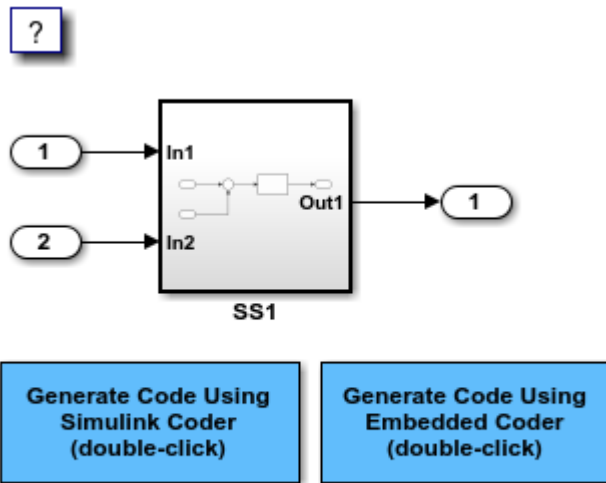 ?
1
In1
Out1
1
2
In2
SS1
Generate Code Using
Simulink Coder
(double-click)
Generate Code Using
Embedded Coder
(double-click)